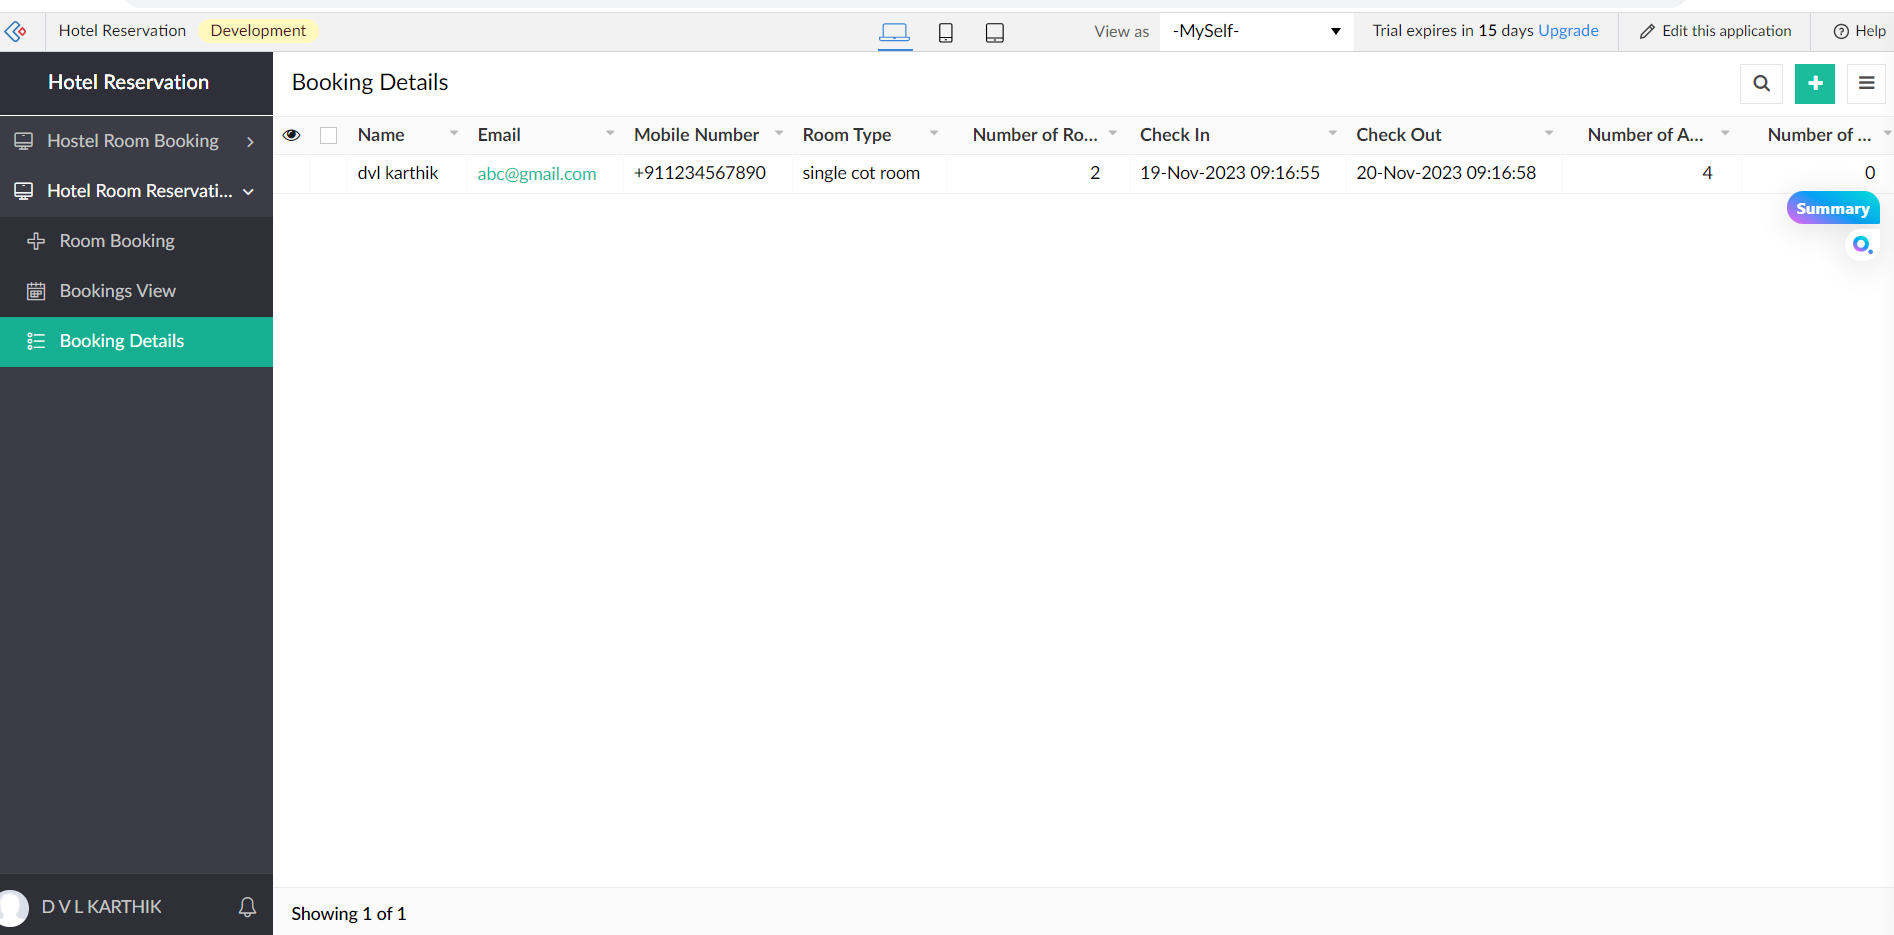 Hotel Reservation Development View as -MySelf- Trial expires in 15 days Upgrade Edit this application Help
Hotel Reservation
Booking Details
Hostel Room Booking
Hotel Room Reservati...
Room Booking
Bookings View
Booking Details
Name Email Mobile Number Room Type Number of Ro... Check In Check Out Number of A... Number of ...
dvl karthik abc@gmail.com +911234567890 single cot room 2 19-Nov-2023 09:16:55 20-Nov-2023 09:16:58 4 0
Summary
D V L KARTHIK
Showing 1 of 1